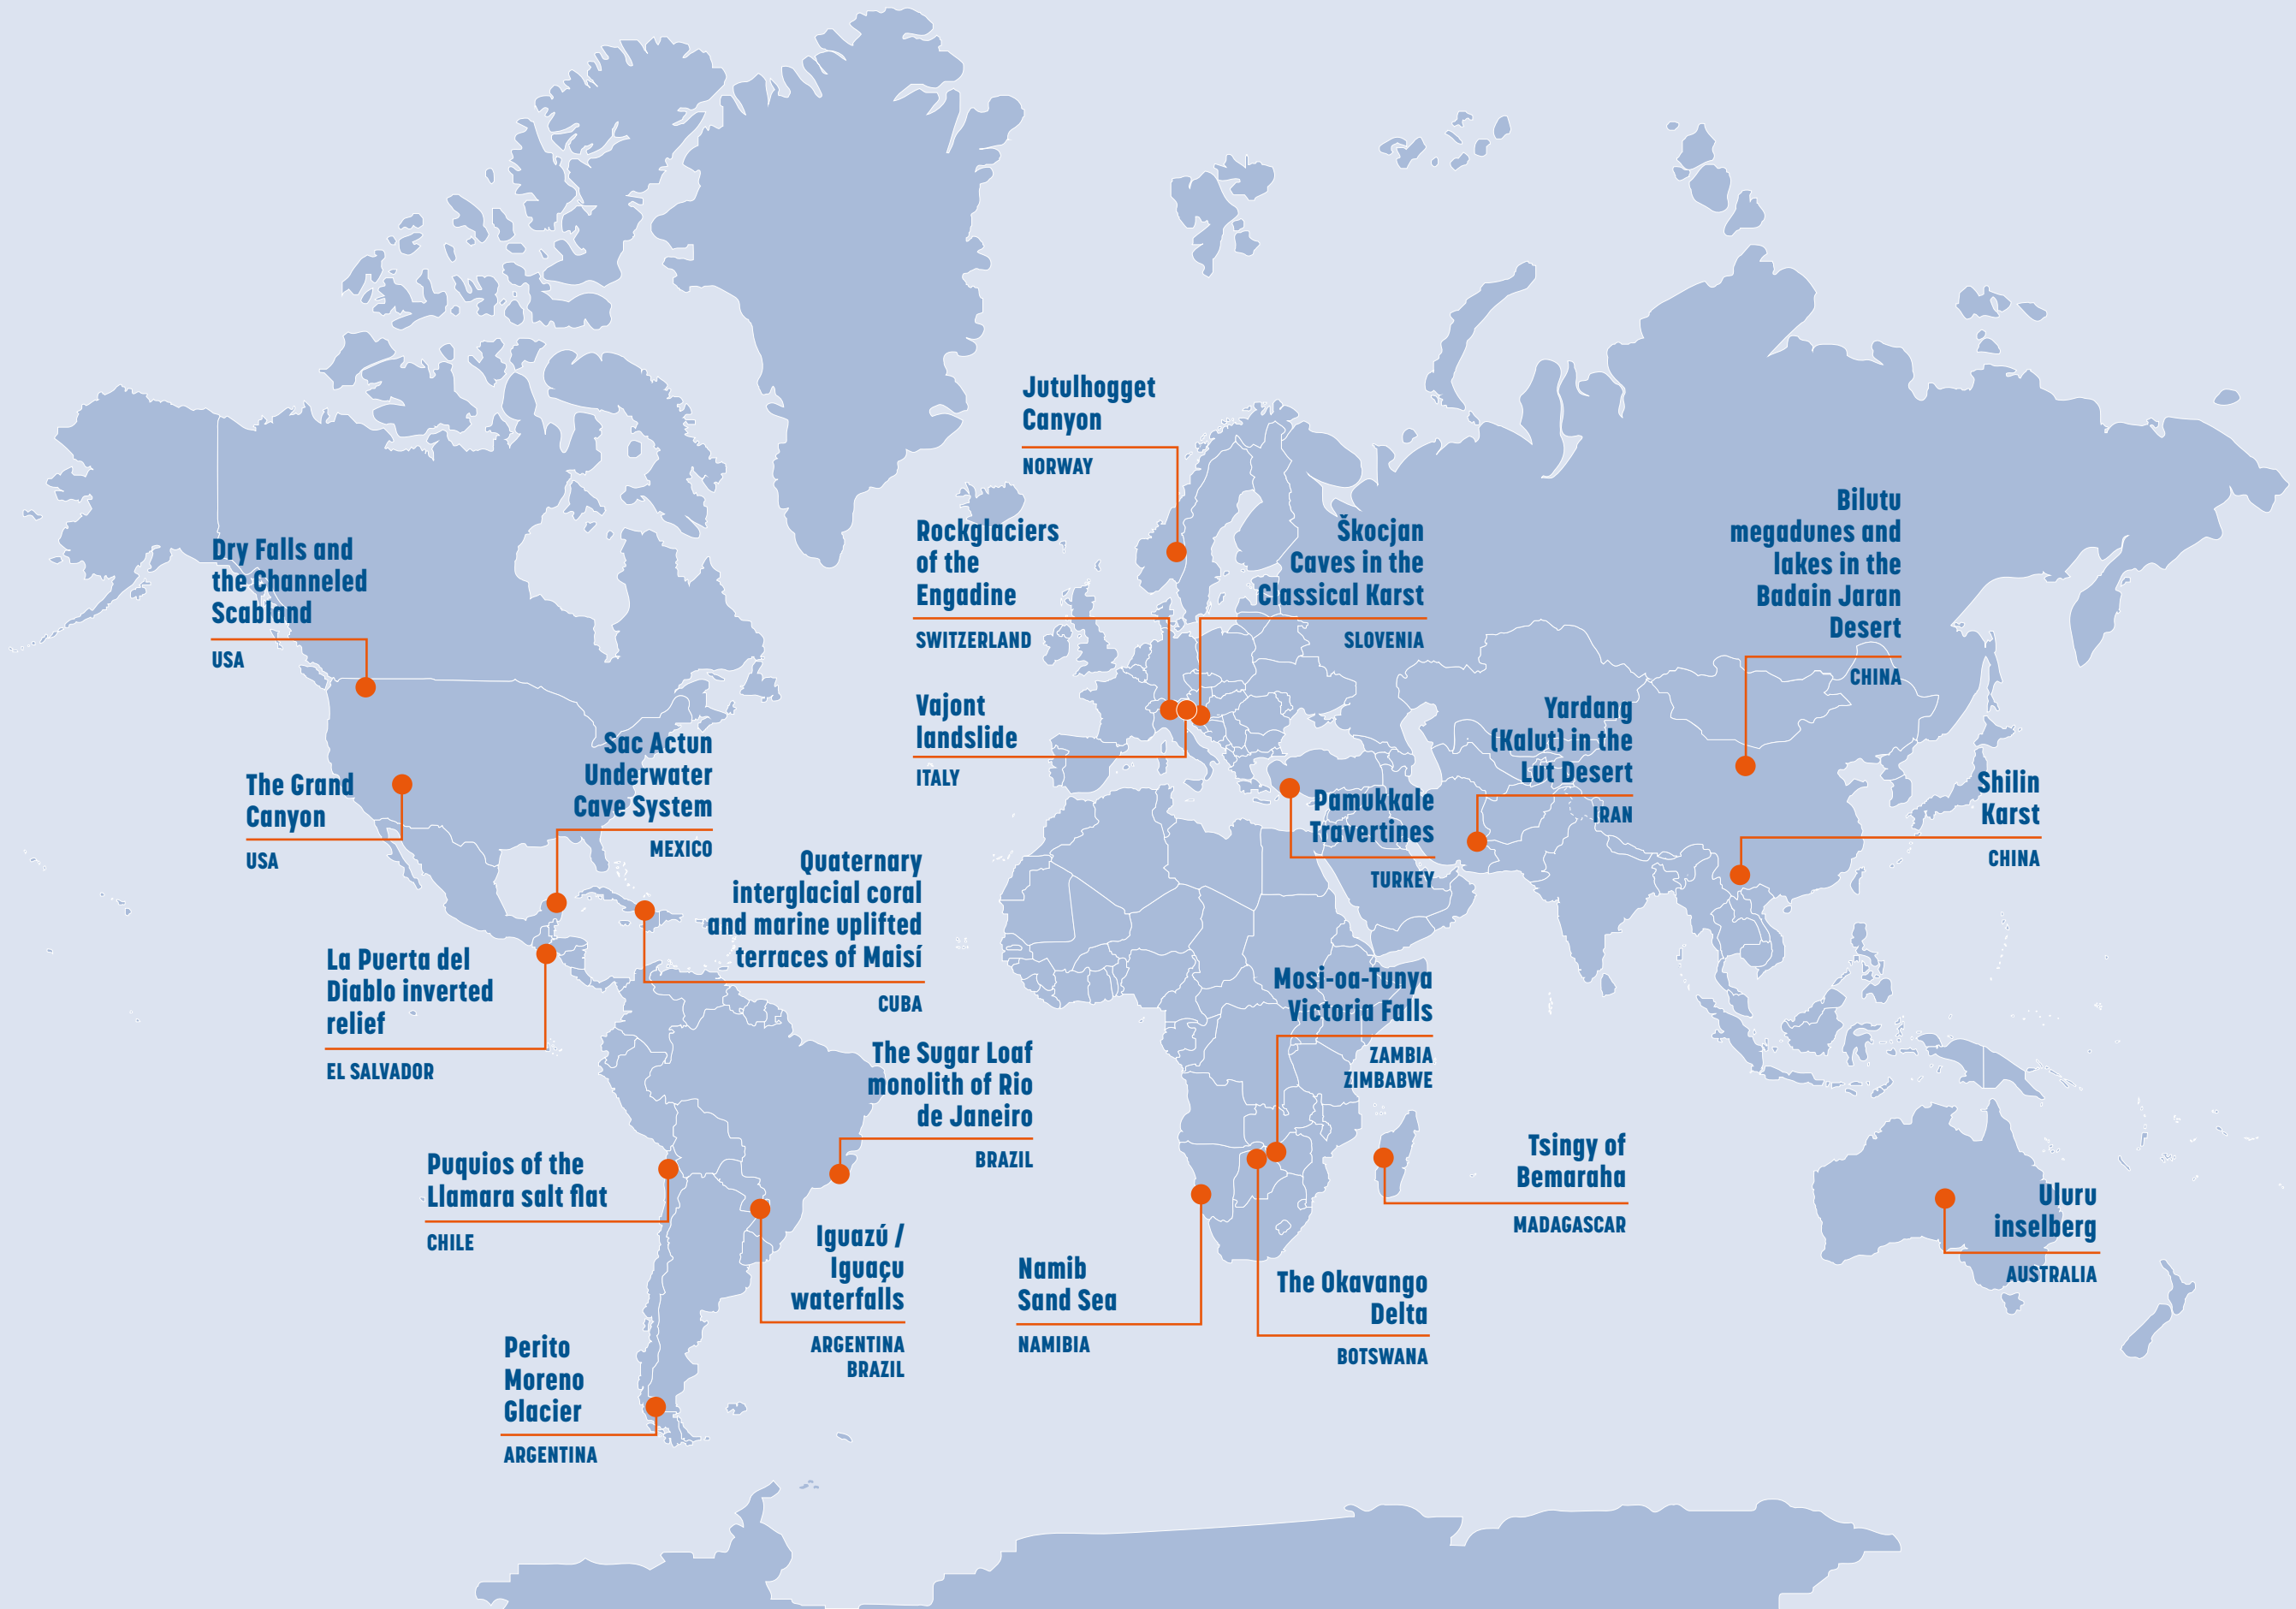 Jutulhogget
Canyon
NORWAY
Rockglaciers
of the
Engadine
SWITZERLAND
Škocjan
Caves in the
Classical Karst
SLOVENIA
Bilutu
megadunes and
lakes in the
Badain Jaran
Desert
CHINA
Dry Falls and
the Channeled
Scabland
USA
Vajont
landslide
ITALY
Yardang
(Kalut) in the
Lut Desert
IRAN
Sac Actun
Underwater
Cave System
MEXICO
The Grand
Canyon
USA
Pamukkale
Travertines
TURKEY
Shilin
Karst
CHINA
Quaternary
interglacial coral
and marine uplifted
terraces of Maisí
CUBA
La Puerta del
Diablo inverted
relief
EL SALVADOR
Mosi-oa-Tunya
Victoria Falls
ZAMBIA
ZIMBABWE
The Sugar Loaf
monolith of Rio
de Janeiro
BRAZIL
Puquios of the
Llamara salt flat
CHILE
Tsingy of
Bemaraha
MADAGASCAR
Uluru
inselberg
AUSTRALIA
Iguazú /
Iguaçu
waterfalls
ARGENTINA
BRAZIL
Namib
Sand Sea
NAMIBIA
The Okavango
Delta
BOTSWANA
Perito
Moreno
Glacier
ARGENTINA